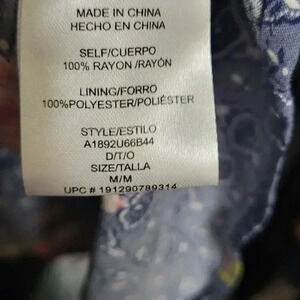 MADE IN CHINA
HECHO EN CHINA
SELF/CUERPO
100% RAYON /RAYÓN
LINING/FORRO
100%POLYESTER/POLIÉSTER
STYLE/ESTILO
A1892U66B44
D/T/O
SIZE/TALLA
M/M
UPC # 191290789314